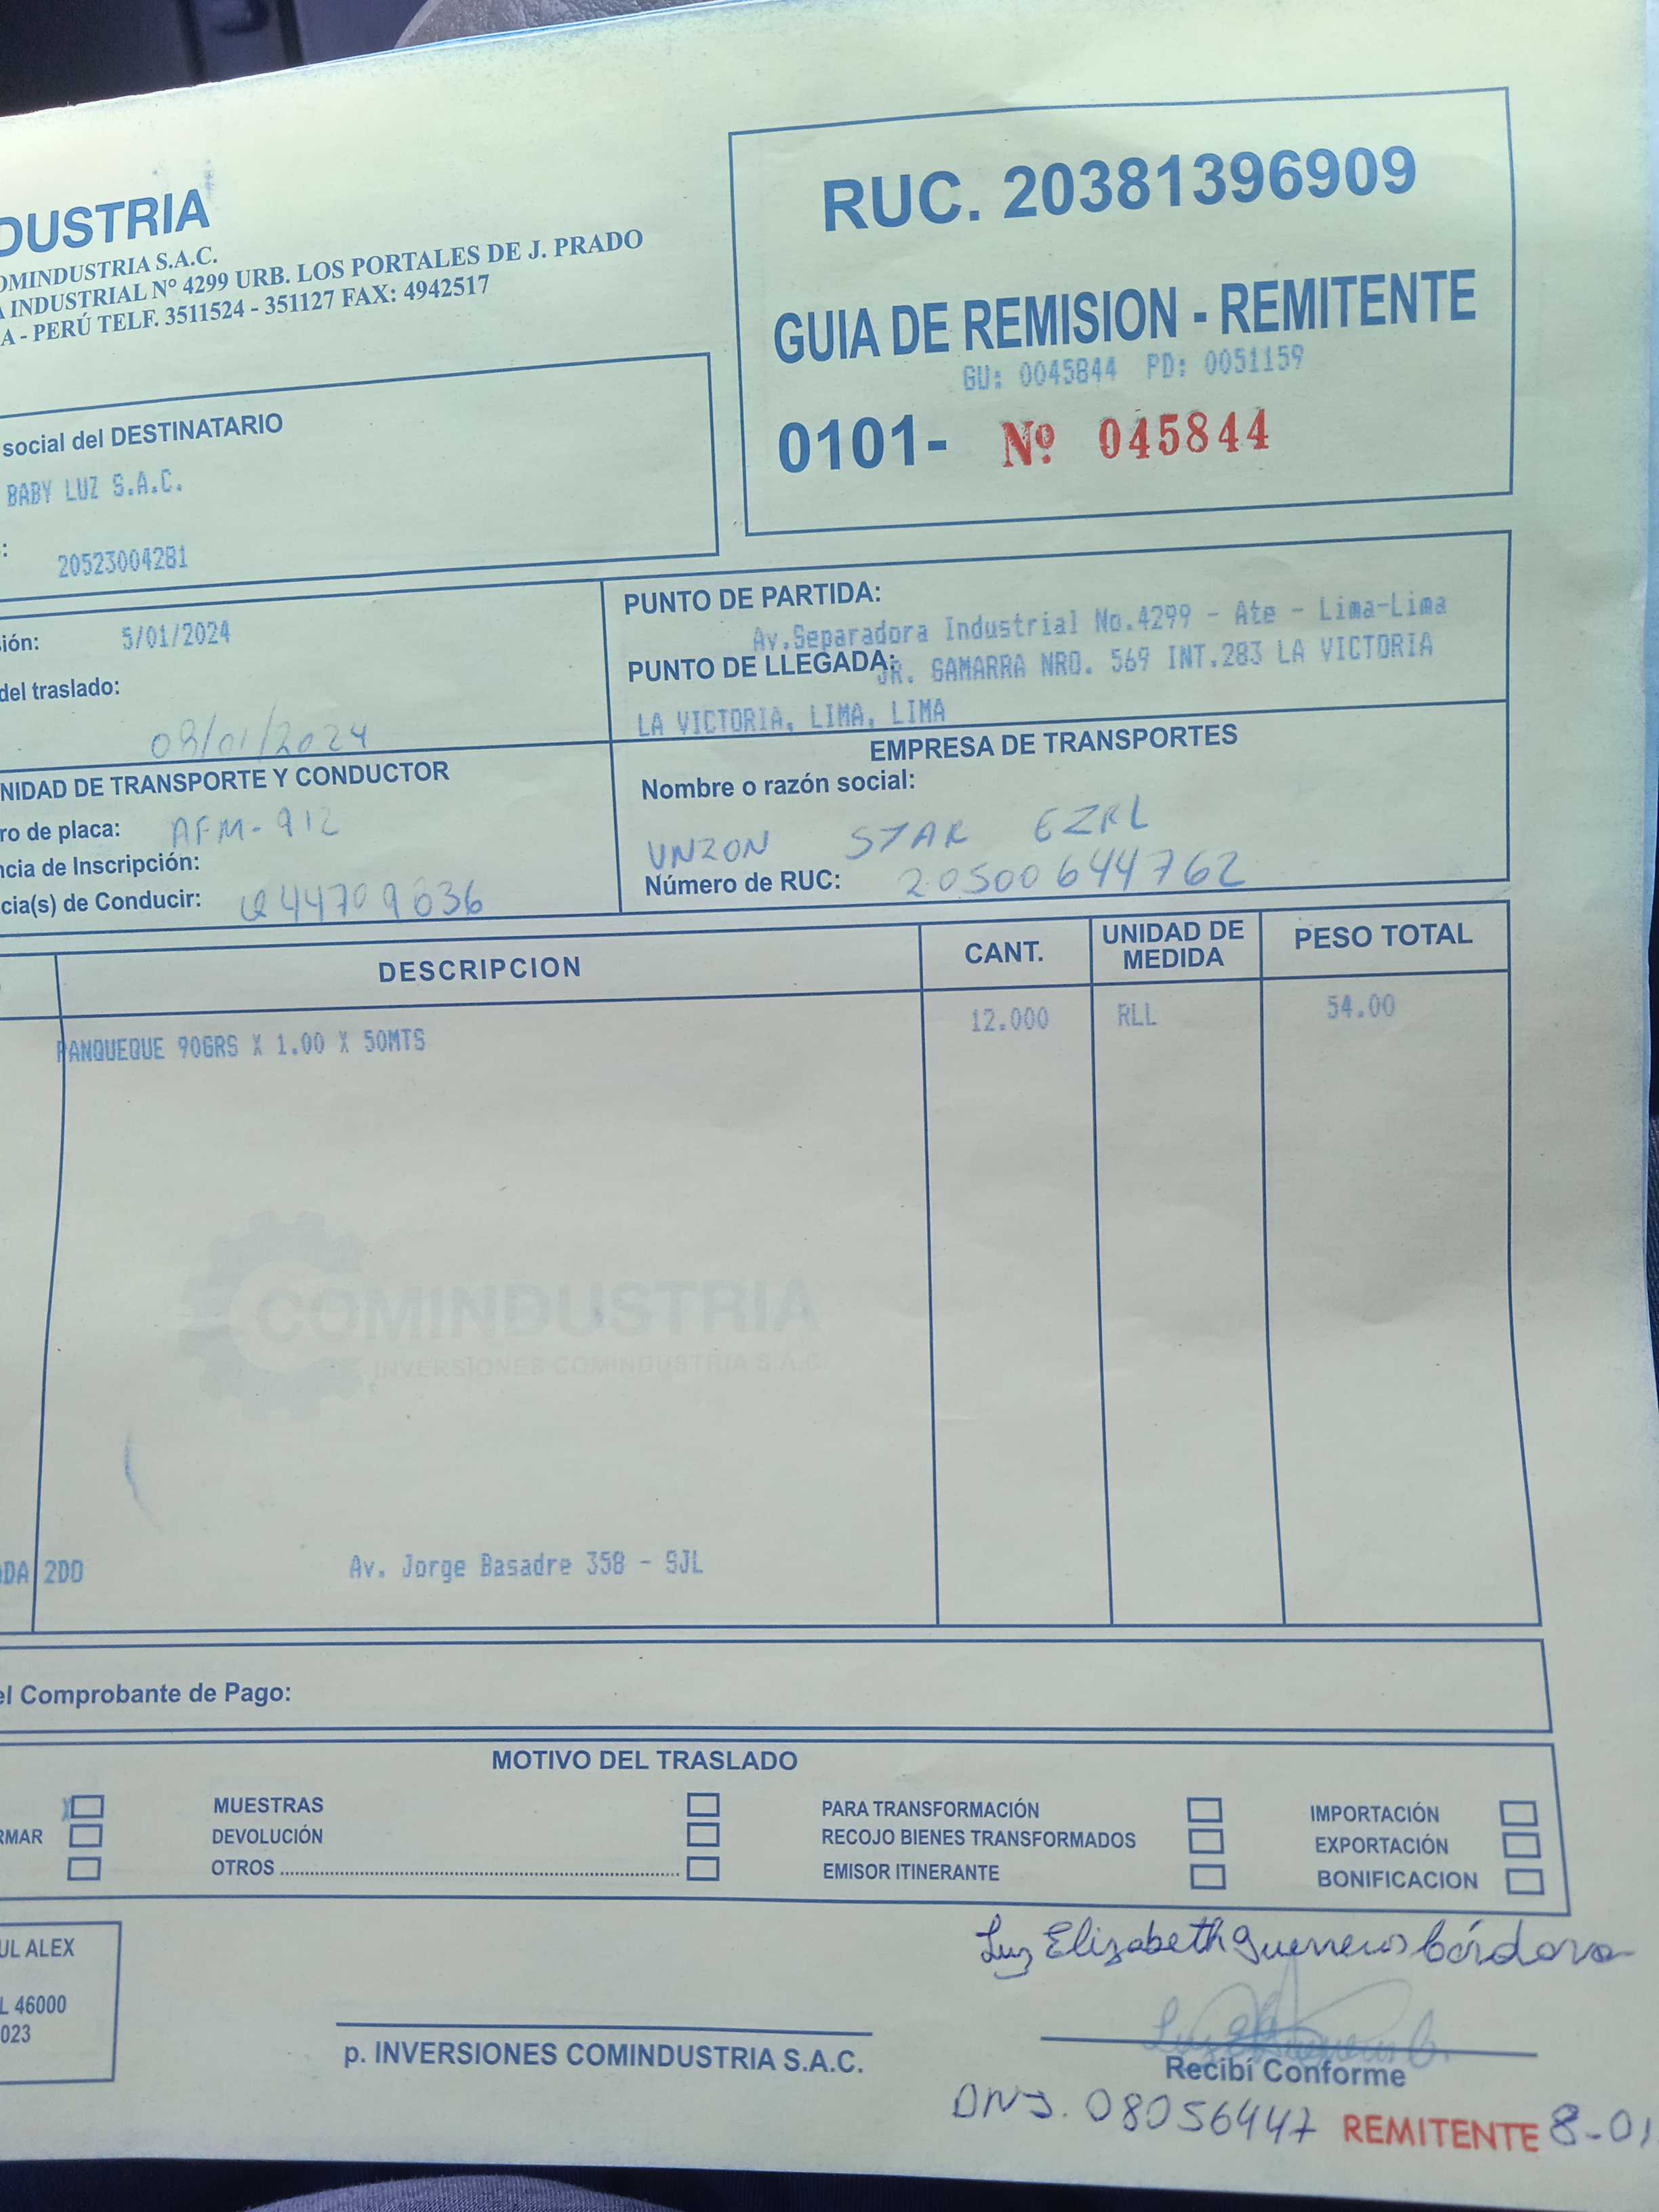 DUSTRIA
OMINDUSTRIA S.A.C.
A INDUSTRIAL Nº 4299 URB. LOS PORTALES DE J. PRADO
A - PERÚ TELF. 3511524 - 351127 FAX: 4942517
RUC. 20381396909
GUIA DE REMISION - REMITENTE
GU: 0045844 PD: 0051159
0101- Nº 045844
social del DESTINATARIO
BABY LUZ S.A.C.
: 20523004281
sión: 5/01/2024
del traslado:
08/01/2024
PUNTO DE PARTIDA:
Av.Separadora Industrial No.4299 - Ate - Lima-Lima
PUNTO DE LLEGADA: JR. GAMARRA NRO. 569 INT.283 LA VICTORIA
LA VICTORIA, LIMA, LIMA
NIDAD DE TRANSPORTE Y CONDUCTOR
ro de placa: AFM-912
ncia de Inscripción:
cia(s) de Conducir: Q44709636
EMPRESA DE TRANSPORTES
Nombre o razón social:
UNION STAR EIRL
Número de RUC: 20500644762
DESCRIPCION CANT. UNIDAD DE MEDIDA PESO TOTAL
PANQUEQUE 90GRS X 1.00 X 50MTS 12.000 RLL 54.00
COMINDUSTRIA
INVERSIONES COMINDUSTRIA S.A.C
ODA 2DO Av. Jorge Basadre 358 - SJL
el Comprobante de Pago:
MOTIVO DEL TRASLADO
X MUESTRAS PARA TRANSFORMACIÓN IMPORTACIÓN
RMAR DEVOLUCIÓN RECOJO BIENES TRANSFORMADOS EXPORTACIÓN
OTROS ........ EMISOR ITINERANTE BONIFICACION
UL ALEX
L 46000
023
p. INVERSIONES COMINDUSTRIA S.A.C.
Luz Elizabeth Guerrero Córdova
Recibí Conforme
DNI. 08056447 REMITENTE 8-01